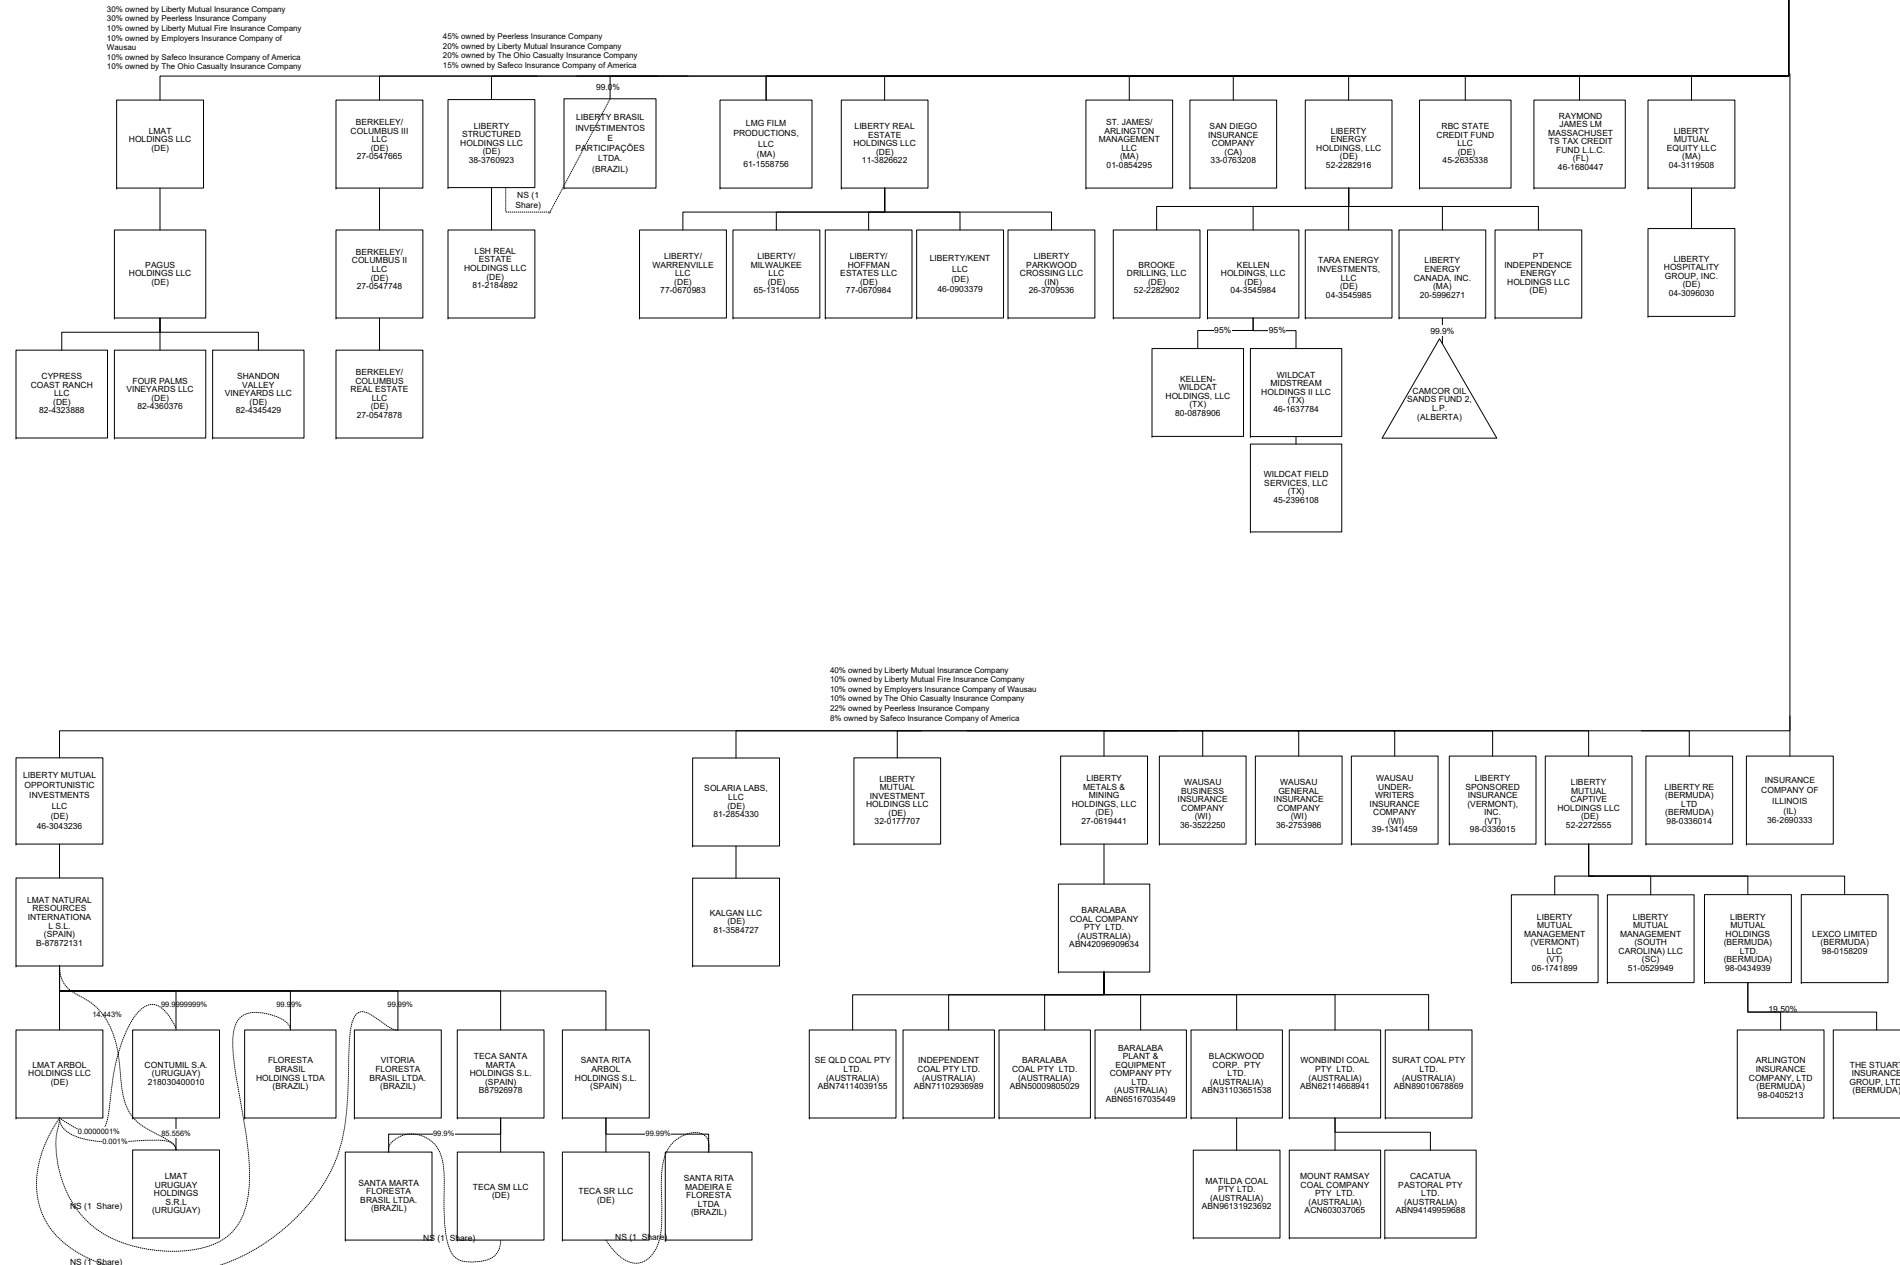 30% owned by Liberty Mutual Insurance Company
30% owned by Peerless Insurance Company
10% owned by Liberty Mutual Fire Insurance Company
10% owned by Employers Insurance Company of
Wausau
10% owned by Safeco Insurance Company of America
10% owned by The Ohio Casualty Insurance Company
45% owned by Peerless Insurance Company
20% owned by Liberty Mutual Insurance Company
20% owned by The Ohio Casualty Insurance Company
15% owned by Safeco Insurance Company of America
99.0%
LMAT
HOLDINGS LLC
(DE)
BERKELEY/
COLUMBUS III
LLC
(DE)
27-0547665
LIBERTY
STRUCTURED
HOLDINGS LLC
(DE)
38-3760923
LIBERTY BRASIL
INVESTIMENTOS
E
PARTICIPAÇÕES
LTDA.
(BRAZIL)
LMG FILM
PRODUCTIONS,
LLC
(MA)
61-1558756
LIBERTY REAL
ESTATE
HOLDINGS LLC
(DE)
11-3826622
ST. JAMES/
ARLINGTON
MANAGEMENT
LLC
(MA)
01-0854295
SAN DIEGO
INSURANCE
COMPANY
(CA)
33-0763208
LIBERTY
ENERGY
HOLDINGS, LLC
(DE)
52-2282916
RBC STATE
CREDIT FUND
LLC
(DE)
45-2635338
RAYMOND
JAMES LM
MASSACHUSET
TS TAX CREDIT
FUND L.L.C.
(FL)
46-1680447
LIBERTY
MUTUAL
EQUITY LLC
(MA)
04-3119508
NS (1
Share)
PAGUS
HOLDINGS LLC
(DE)
BERKELEY/
COLUMBUS II
LLC
(DE)
27-0547748
LSH REAL
ESTATE
HOLDINGS LLC
(DE)
81-2184892
LIBERTY/
WARRENVILLE
LLC
(DE)
77-0670983
LIBERTY/
MILWAUKEE
LLC
(DE)
65-1314055
LIBERTY/
HOFFMAN
ESTATES LLC
(DE)
77-0670984
LIBERTY/KENT
LLC
(DE)
46-0903379
LIBERTY
PARKWOOD
CROSSING LLC
(IN)
26-3709536
BROOKE
DRILLING, LLC
(DE)
52-2282902
KELLEN
HOLDINGS, LLC
(DE)
04-3545984
TARA ENERGY
INVESTMENTS,
LLC
(DE)
04-3545985
LIBERTY
ENERGY
CANADA, INC.
(MA)
20-5996271
PT
INDEPENDENCE
ENERGY
HOLDINGS LLC
(DE)
LIBERTY
HOSPITALITY
GROUP, INC.
(DE)
04-3096030
95%
95%
99.9%
CYPRESS
COAST RANCH
LLC
(DE)
82-4323888
FOUR PALMS
VINEYARDS LLC
(DE)
82-4360376
SHANDON
VALLEY
VINEYARDS LLC
(DE)
82-4345429
BERKELEY/
COLUMBUS
REAL ESTATE
LLC
(DE)
27-0547878
KELLEN-
WILDCAT
HOLDINGS, LLC
(TX)
80-0878906
WILDCAT
MIDSTREAM
HOLDINGS II LLC
(TX)
46-1637784
CAMCOR OIL
SANDS FUND 2,
L.P.
(ALBERTA)
WILDCAT FIELD
SERVICES, LLC
(TX)
45-2396108
40% owned by Liberty Mutual Insurance Company
10% owned by Liberty Mutual Fire Insurance Company
10% owned by Employers Insurance Company of Wausau
10% owned by The Ohio Casualty Insurance Company
22% owned by Peerless Insurance Company
8% owned by Safeco Insurance Company of America
LIBERTY MUTUAL
OPPORTUNISTIC
INVESTMENTS
LLC
(DE)
46-3043236
SOLARIA LABS,
LLC
(DE)
81-2854330
LIBERTY
MUTUAL
INVESTMENT
HOLDINGS LLC
(DE)
32-0177707
LIBERTY
METALS &
MINING
HOLDINGS, LLC
(DE)
27-0619441
WAUSAU
BUSINESS
INSURANCE
COMPANY
(WI)
36-3522250
WAUSAU
GENERAL
INSURANCE
COMPANY
(WI)
36-2753986
WAUSAU
UNDER-
WRITERS
INSURANCE
COMPANY
(WI)
39-1341459
LIBERTY
SPONSORED
INSURANCE
(VERMONT),
INC.
(VT)
98-0336015
LIBERTY
MUTUAL
CAPTIVE
HOLDINGS LLC
(DE)
52-2272555
LIBERTY RE
(BERMUDA)
LTD
(BERMUDA)
98-0336014
INSURANCE
COMPANY OF
ILLINOIS
(IL)
36-2690333
LMAT NATURAL
RESOURCES
INTERNATIONA
L S.L.
(SPAIN)
B-87872131
KALGAN LLC
(DE)
81-3584727
BARALABA
COAL COMPANY
PTY LTD.
(AUSTRALIA)
ABN42096909634
LIBERTY
MUTUAL
MANAGEMENT
(VERMONT)
LLC
(VT)
06-1741899
LIBERTY
MUTUAL
MANAGEMENT
(SOUTH
CAROLINA) LLC
(SC)
51-0529949
LIBERTY
MUTUAL
HOLDINGS
(BERMUDA)
LTD.
(BERMUDA)
98-0434939
LEXCO LIMITED
(BERMUDA)
98-0158209
14.443%
99.9999999%
99.99%
99.99%
19.50%
LMAT ARBOL
HOLDINGS LLC
(DE)
CONTUMIL S.A.
(URUGUAY)
218030400010
FLORESTA
BRASIL
HOLDINGS LTDA
(BRAZIL)
VITORIA
FLORESTA
BRASIL LTDA.
(BRAZIL)
TECA SANTA
MARTA
HOLDINGS S.L.
(SPAIN)
B87926978
SANTA RITA
ARBOL
HOLDINGS S.L.
(SPAIN)
SE QLD COAL PTY
LTD.
(AUSTRALIA)
ABN74114039155
INDEPENDENT
COAL PTY LTD.
(AUSTRALIA)
ABN71102936989
BARALABA
COAL PTY LTD.
(AUSTRALIA)
ABN50009805029
BARALABA
PLANT &
EQUIPMENT
COMPANY PTY
LTD.
(AUSTRALIA)
ABN65167035449
BLACKWOOD
CORP. PTY
LTD.
(AUSTRALIA)
ABN31103651538
WONBINDI COAL
PTY LTD.
(AUSTRALIA)
ABN62114668941
SURAT COAL PTY
LTD.
(AUSTRALIA)
ABN89010678869
ARLINGTON
INSURANCE
COMPANY, LTD
(BERMUDA)
98-0405213
THE STUART
INSURANCE
GROUP, LTD
(BERMUDA)
0.0000001%
0.001%
85.556%
99.9%
99.99%
LMAT
URUGUAY
HOLDINGS
S.R.L
(URUGUAY)
SANTA MARTA
FLORESTA
BRASIL LTDA.
(BRAZIL)
TECA SM LLC
(DE)
TECA SR LLC
(DE)
SANTA RITA
MADEIRA E
FLORESTA
LTDA
(BRAZIL)
MATILDA COAL
PTY LTD.
(AUSTRALIA)
ABN96131923692
MOUNT RAMSAY
COAL COMPANY
PTY LTD.
(AUSTRALIA)
ACN603037065
CACATUA
PASTORAL PTY
LTD.
(AUSTRALIA)
ABN94149959688
NS (1 Share)
NS (1 Share)
NS (1 Share)
NS (1 Share)